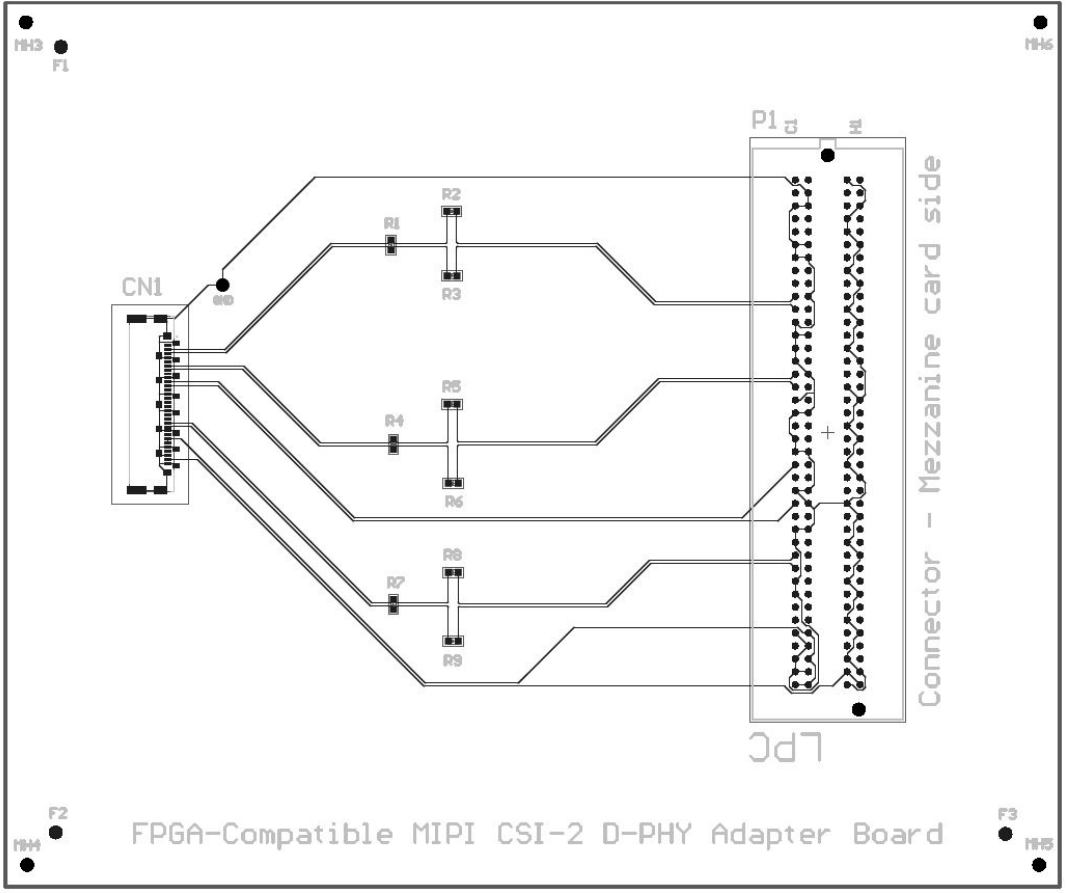 MH3
F1
MH6
P1
C1
H1
R2
R1
R3
CN1
GND
R5
R4
R6
R8
R7
R9
Connector - Mezzanine card side
LPC
F2
F3
FPGA-Compatible MIPI CSI-2 D-PHY Adapter Board
MH4
MH5